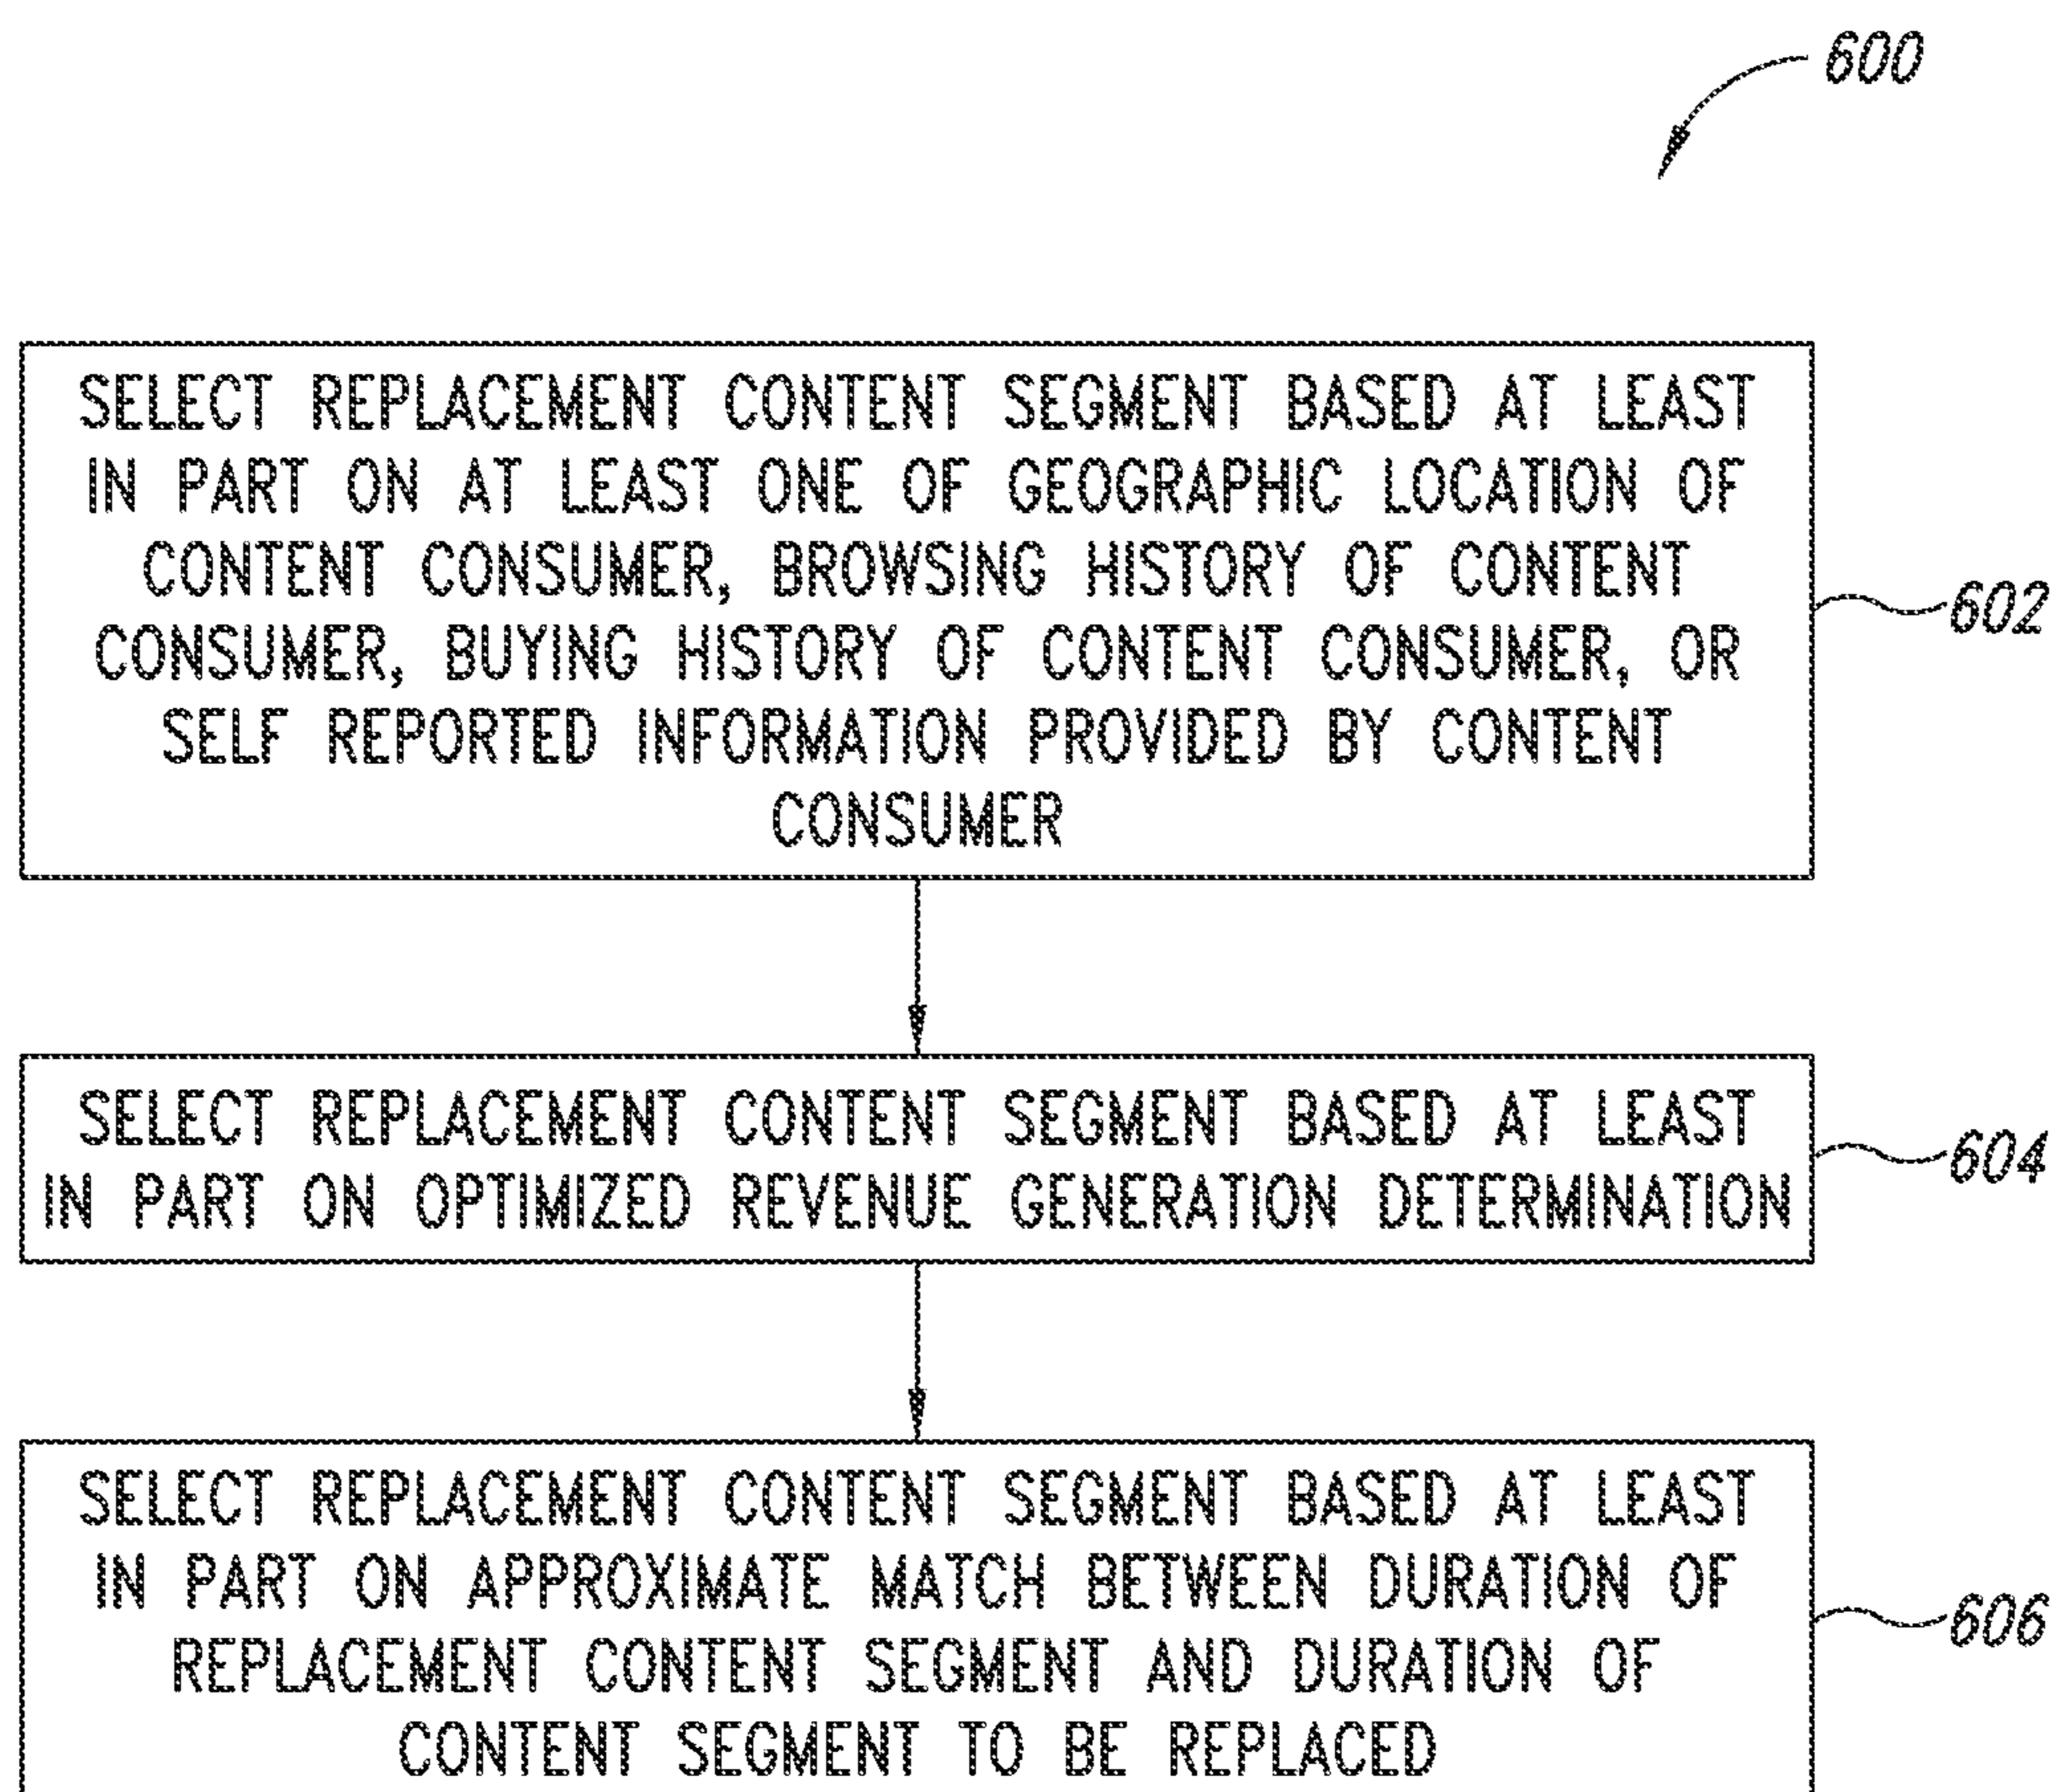 600
SELECT REPLACEMENT CONTENT SEGMENT BASED AT LEAST
IN PART ON AT LEAST ONE OF GEOGRAPHIC LOCATION OF
CONTENT CONSUMER, BROWSING HISTORY OF CONTENT
CONSUMER, BUYING HISTORY OF CONTENT CONSUMER, OR
SELF REPORTED INFORMATION PROVIDED BY CONTENT
CONSUMER
602
SELECT REPLACEMENT CONTENT SEGMENT BASED AT LEAST
IN PART ON OPTIMIZED REVENUE GENERATION DETERMINATION
604
SELECT REPLACEMENT CONTENT SEGMENT BASED AT LEAST
IN PART ON APPROXIMATE MATCH BETWEEN DURATION OF
REPLACEMENT CONTENT SEGMENT AND DURATION OF
CONTENT SEGMENT TO BE REPLACED
606